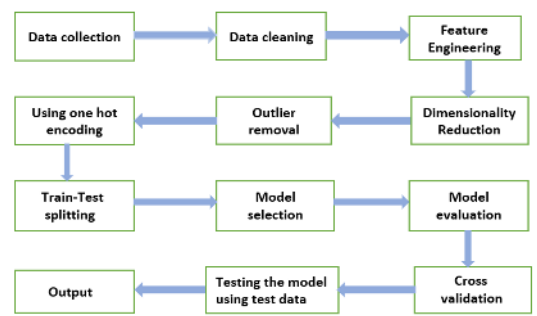 Data collection
Data cleaning
Feature
Engineering
Dimensionality
Reduction
Outlier
removal
Using one hot
encoding
Train-Test
splitting
Model
selection
Model
evaluation
Cross
validation
Testing the model
using test data
Output